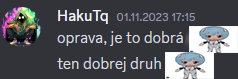 HakuTq 01.11.2023 17:15
oprava, je to dobrá
ten dobrej druh